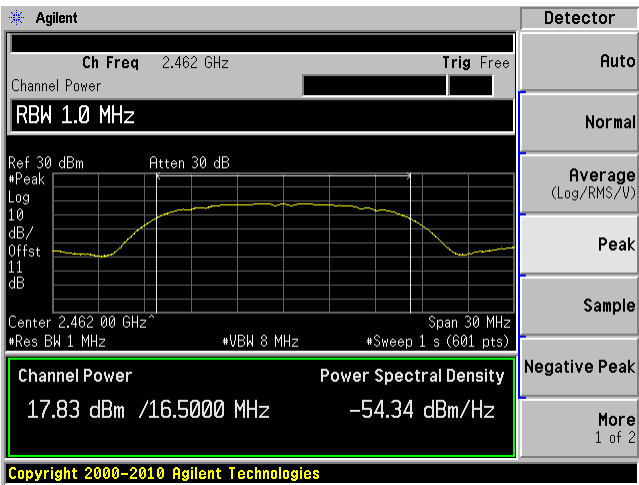 Agilent
Detector
Ch Freq 2.462 GHz Trig Free
Channel Power
Auto
RBW 1.0 MHz
Normal
Ref 30 dBm Atten 30 dB
#Peak
Log
10
dB/
Offst
11
dB
Average
(Log/RMS/V)
Peak
Sample
Center 2.462 00 GHz^ Span 30 MHz
#Res BW 1 MHz #VBW 8 MHz #Sweep 1 s (601 pts)
Channel Power Power Spectral Density
Negative Peak
17.83 dBm /16.5000 MHz -54.34 dBm/Hz
More
1 of 2
Copyright 2000-2010 Agilent Technologies